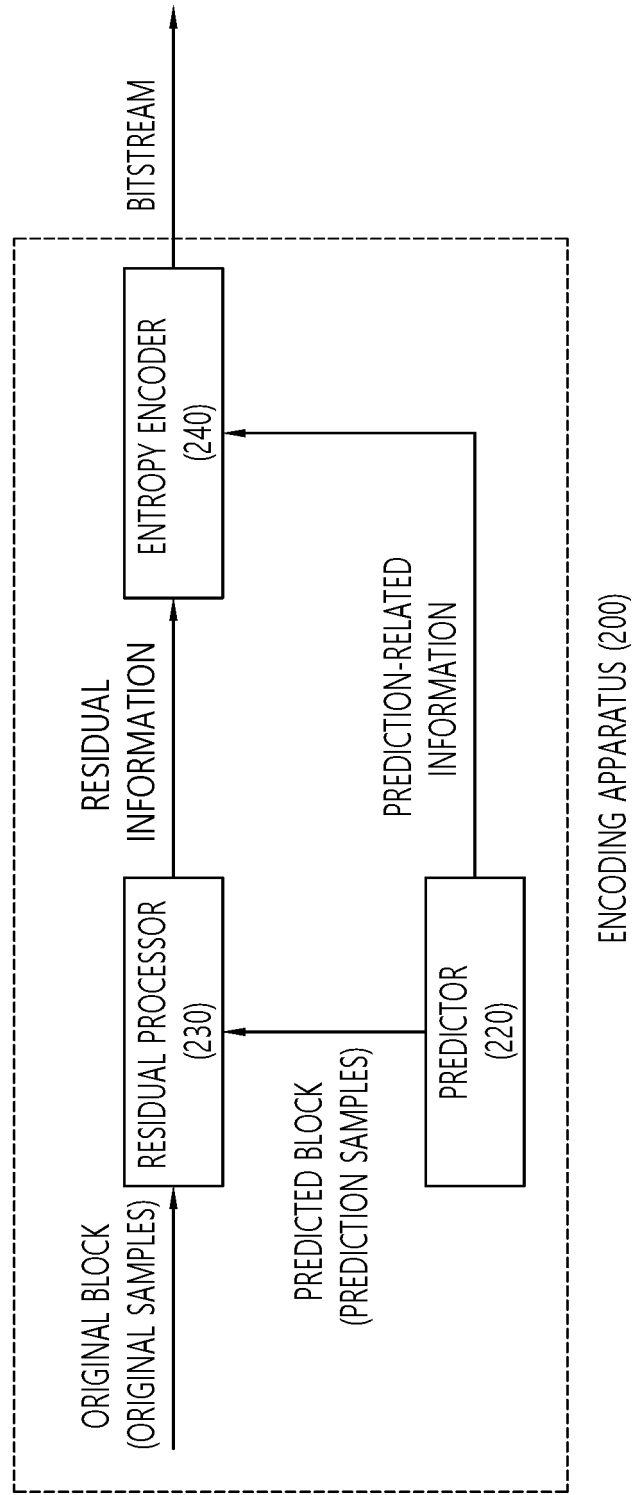 ORIGINAL BLOCK
(ORIGINAL SAMPLES)
RESIDUAL PROCESSOR
(230)
RESIDUAL
INFORMATION
ENTROPY ENCODER
(240)
BITSTREAM
PREDICTED BLOCK
(PREDICTION SAMPLES)
PREDICTOR
(220)
PREDICTION-RELATED
INFORMATION
ENCODING APPARATUS (200)